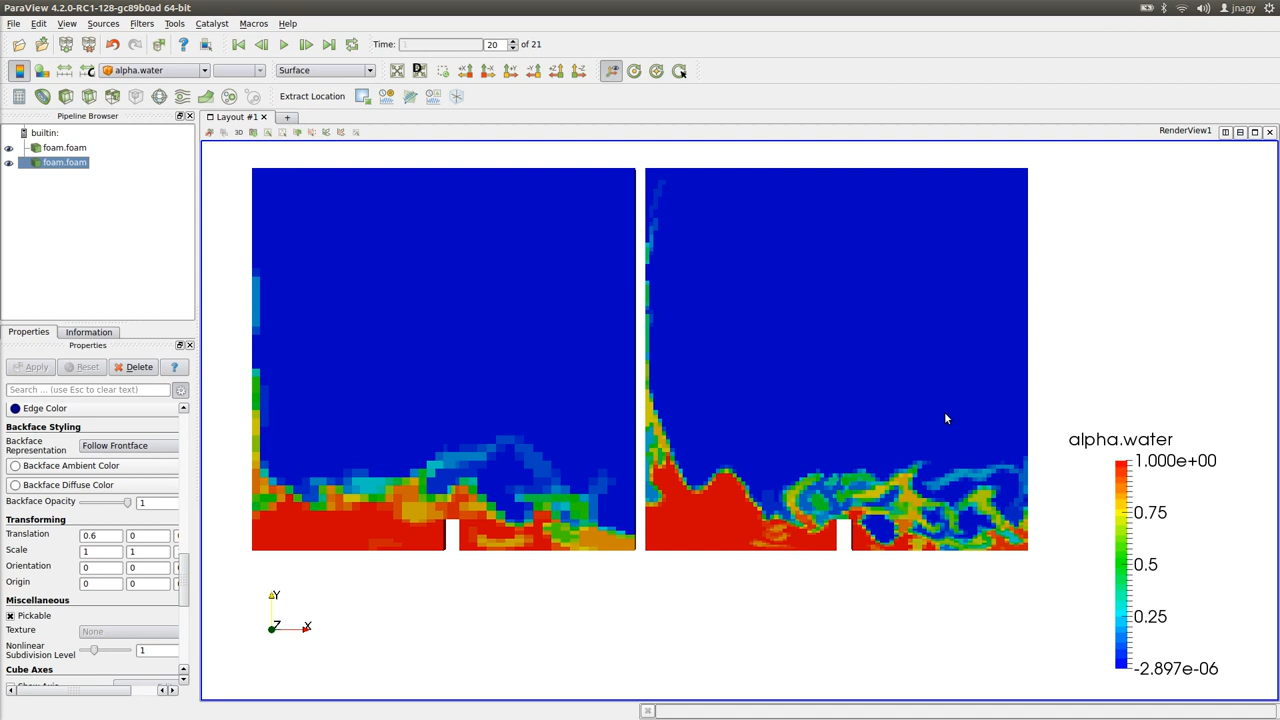 ParaView 4.2.0-RC1-128-gc89b0ad 64-bit
jnagy
File Edit View Sources Filters Tools Catalyst Macros Help
Time: 1 20 of 21
alpha.water Surface
Extract Location
Pipeline Browser
Layout #1
3D
RenderView1
builtin:
foam.foam
foam.foam
Properties Information
Properties
Apply Reset Delete ?
Search ... (use Esc to clear text)
Edge Color
Backface Styling
Backface
Representation
Follow Frontface
Backface Ambient Color
Backface Diffuse Color
Backface Opacity 1
Transforming
Translation 0.6 0
Scale 1 1
Orientation 0 0
Origin 0 0
Miscellaneous
Pickable
Texture None
Nonlinear
Subdivision Level
1
Cube Axes
alpha.water
1.000e+00
0.75
0.5
0.25
-2.897e-06
Y
Z
X